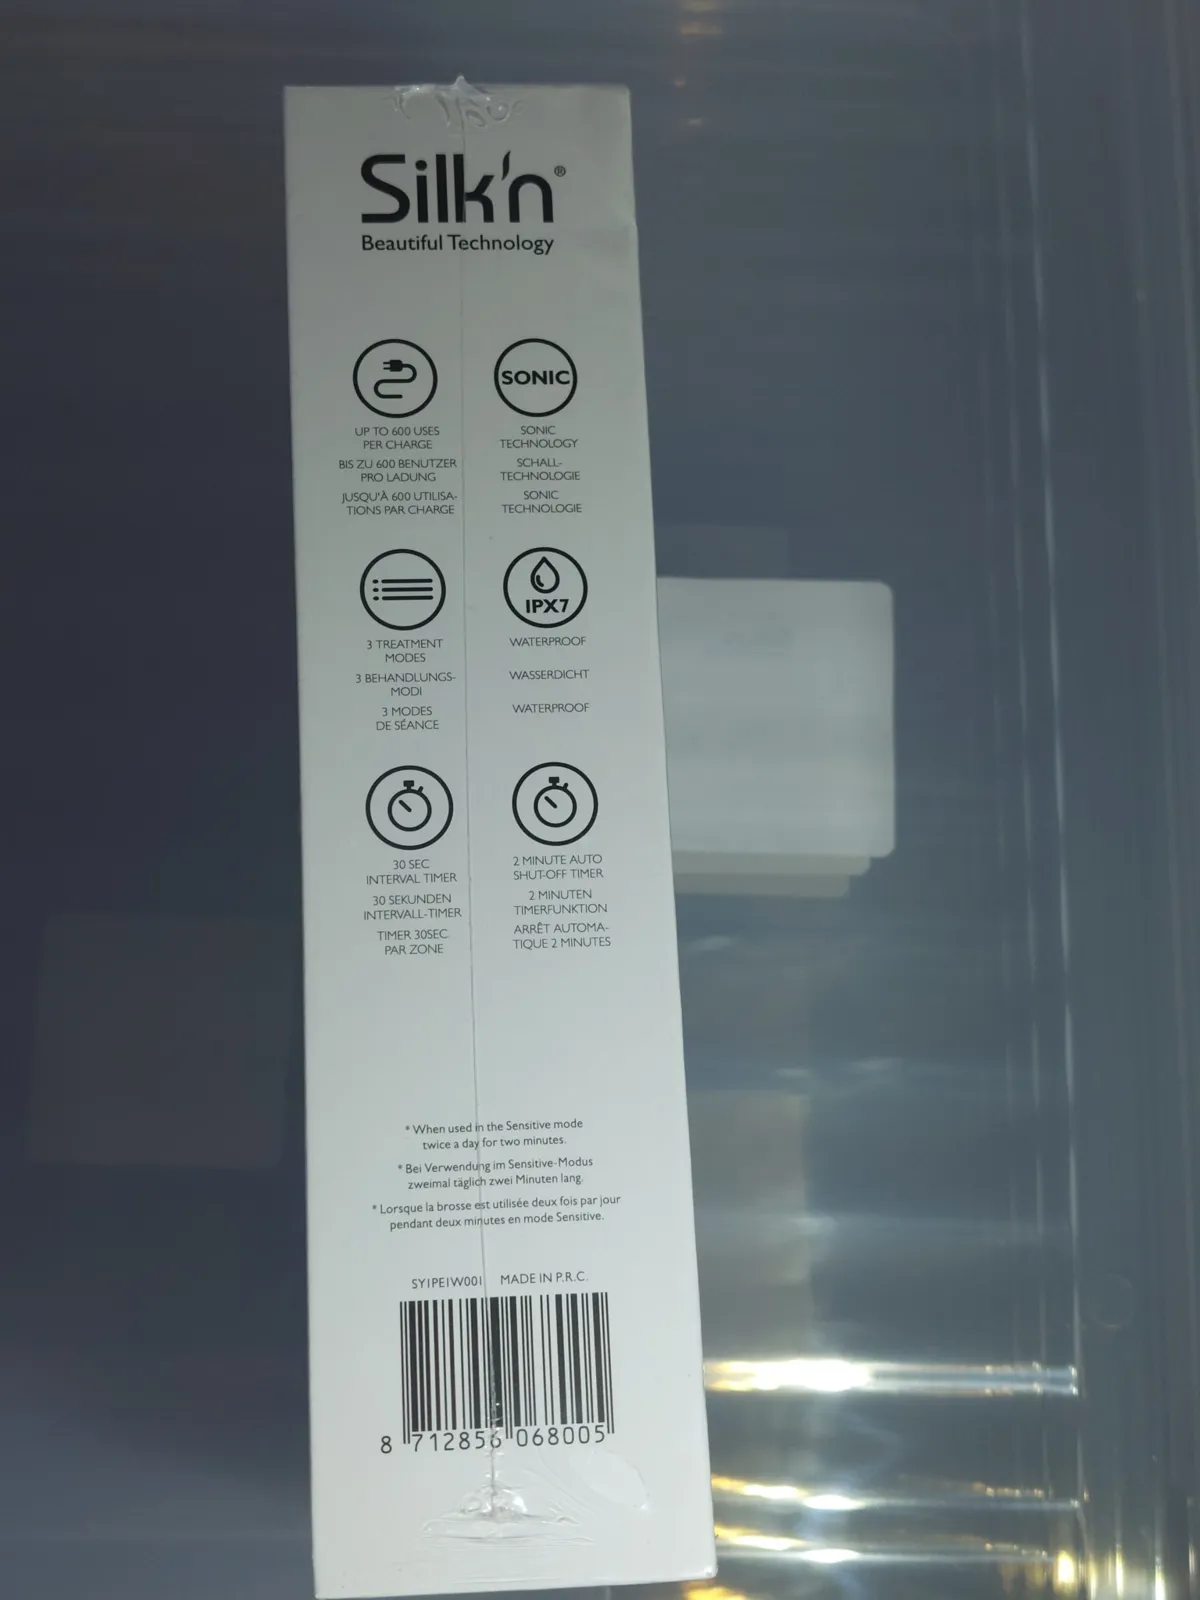 Silk'n®
Beautiful Technology
UP TO 600 USES
PER CHARGE
BIS ZU 600 BENUTZER
PRO LADUNG
JUSQU'À 600 UTILISA-
TIONS PAR CHARGE
SONIC
SONIC
TECHNOLOGY
SCHALL-
TECHNOLOGIE
SONIC
TECHNOLOGIE
3 TREATMENT
MODES
3 BEHANDLUNGS-
MODI
3 MODES
DE SÉANCE
IPX7
WATERPROOF
WASSERDICHT
WATERPROOF
30 SEC
INTERVAL TIMER
30 SEKUNDEN
INTERVALL-TIMER
TIMER 30SEC
PAR ZONE
2 MINUTE AUTO
SHUT-OFF TIMER
2 MINUTEN
TIMERFUNKTION
ARRÊT AUTOMA-
TIQUE 2 MINUTES
* When used in the Sensitive mode
twice a day for two minutes.
* Bei Verwendung im Sensitive-Modus
zweimal täglich zwei Minuten lang.
* Lorsque la brosse est utilisée deux fois par jour
pendant deux minutes en mode Sensitive.
SY1PE1W001 MADE IN P.R.C.
8 712856 068005